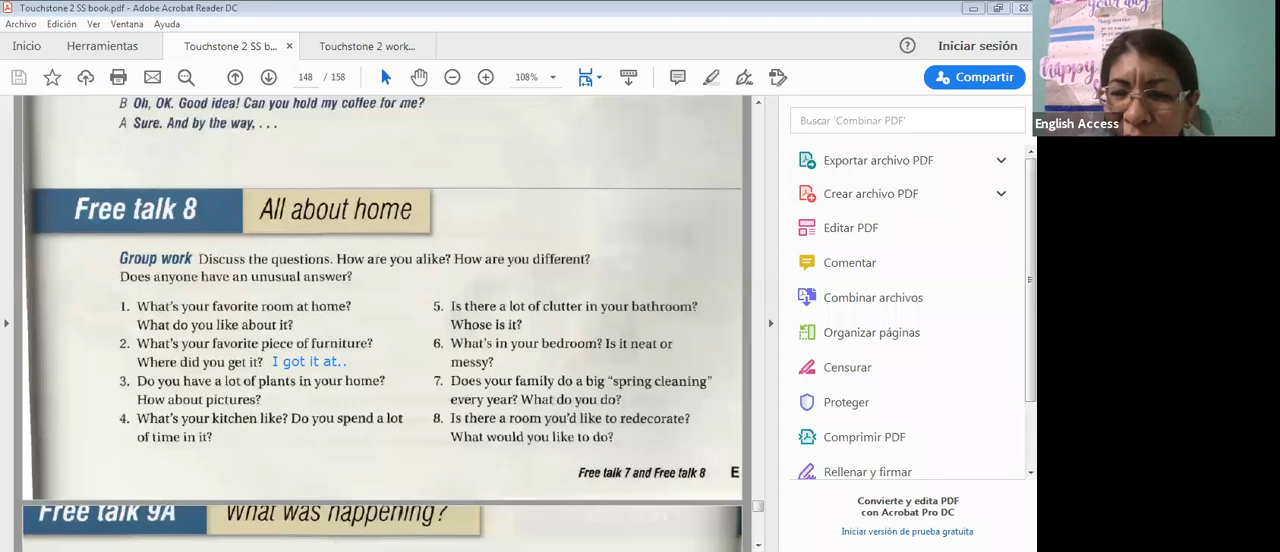 Touchstone 2 SS book.pdf - Adobe Acrobat Reader DC
Archivo Edición Ver Ventana Ayuda
Inicio Herramientas Touchstone 2 SS b... × Touchstone 2 work... Iniciar sesión
148 / 158 108% Compartir
B Oh, OK. Good idea! Can you hold my coffee for me?
A Sure. And by the way, . . .
Free talk 8 All about home
Group work Discuss the questions. How are you alike? How are you different?
Does anyone have an unusual answer?
1. What's your favorite room at home?
What do you like about it?
2. What's your favorite piece of furniture?
Where did you get it? I got it at..
3. Do you have a lot of plants in your home?
How about pictures?
4. What's your kitchen like? Do you spend a lot
of time in it?
5. Is there a lot of clutter in your bathroom?
Whose is it?
6. What's in your bedroom? Is it neat or
messy?
7. Does your family do a big "spring cleaning"
every year? What do you do?
8. Is there a room you'd like to redecorate?
What would you like to do?
Free talk 7 and Free talk 8 E
Free talk 9A What was happening?
Buscar 'Combinar PDF'
Exportar archivo PDF
Crear archivo PDF
Editar PDF
Comentar
Combinar archivos
Organizar páginas
Censurar
Proteger
Comprimir PDF
Rellenar y firmar
Convierte y edita PDF
con Acrobat Pro DC
Iniciar versión de prueba gratuita
your day
happy
English Access